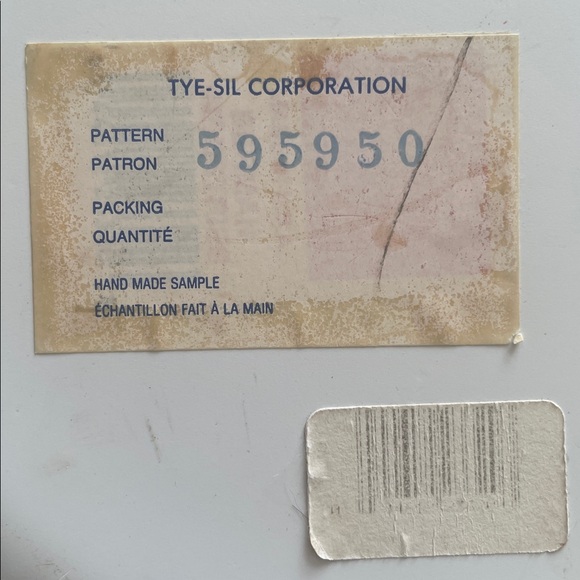 TYE-SIL CORPORATION
PATTERN 595950
PATRON
PACKING
QUANTITÉ
HAND MADE SAMPLE
ÉCHANTILLON FAIT À LA MAIN